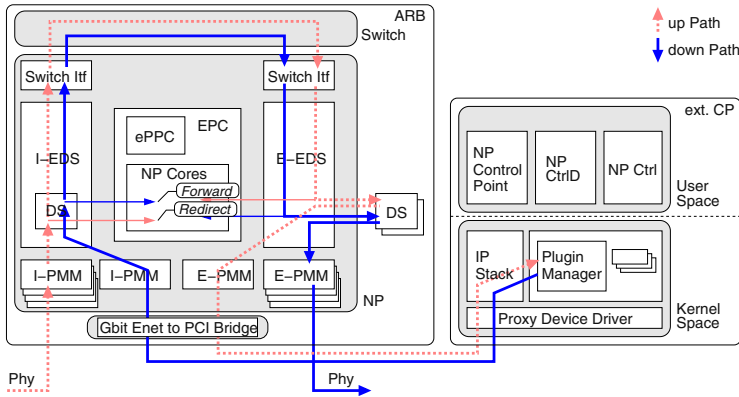 ARB
Switch
up Path
down Path
Switch Itf
Switch Itf
ext. CP
EPC
ePPC
I–EDS
E–EDS
NP Cores
Forward
Redirect
DS
DS
NP
Control
Point
NP
CtrlD
NP Ctrl
User
Space
I–PMM
I–PMM
E–PMM
E–PMM
NP
IP
Stack
Plugin
Manager
Gbit Enet to PCI Bridge
Proxy Device Driver
Kernel
Space
Phy
Phy